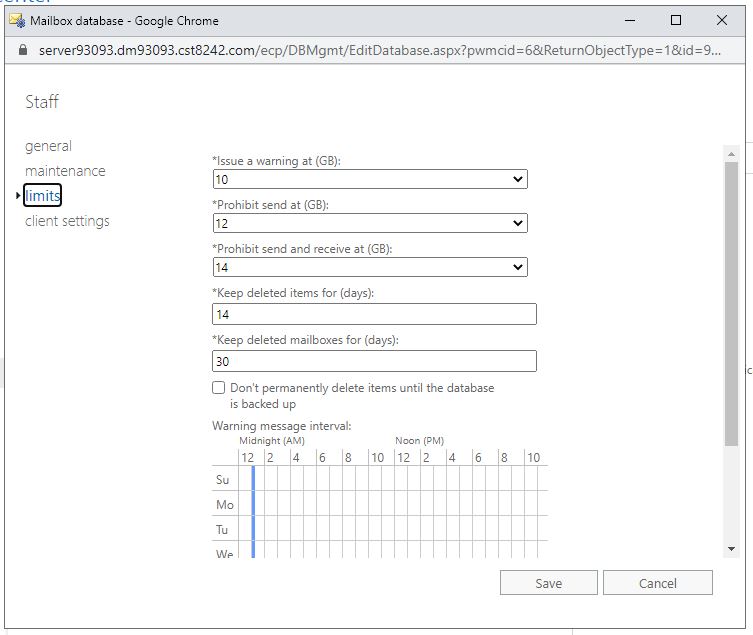 Mailbox database - Google Chrome
server93093.dm93093.cst8242.com/ecp/DBMgmt/EditDatabase.aspx?pwmcid=6&ReturnObjectType=1&id=9...
Staff
general
maintenance
limits
client settings
*Issue a warning at (GB):
10
*Prohibit send at (GB):
12
*Prohibit send and receive at (GB):
14
*Keep deleted items for (days):
14
*Keep deleted mailboxes for (days):
30
Don't permanently delete items until the database
is backed up
Warning message interval:
Midnight (AM) Noon (PM)
12 2 4 6 8 10 12 2 4 6 8 10
Su
Mo
Tu
We
Save Cancel